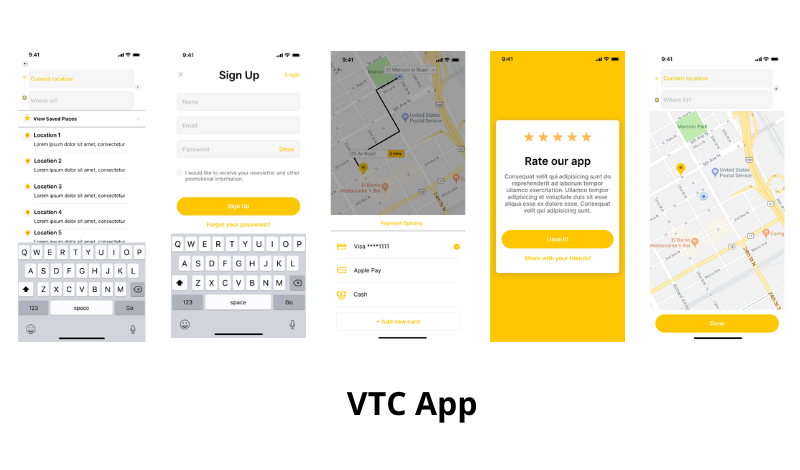 9:41
Current location
Where to?
View Saved Places
Location 1
Lorem ipsum dolor sit amet, consectetur
Location 2
Lorem ipsum dolor sit amet, consectetur
Location 3
Lorem ipsum dolor sit amet, consectetur
Location 4
Lorem ipsum dolor sit amet, consectetur
Location 5
Lorem ipsum dolor sit amet, consectetur
Q W E R T Y U I O P
A S D F G H J K L
Z X C V B N M
123 space Go
9:41
Sign Up
Login
Name
Email
Password Show
I would like to receive your newsletter and other
promotional information.
Sign Up
Forgot your password?
Q W E R T Y U I O P
A S D F G H J K L
Z X C V B N M
123 space Go
9:41
United States
Postal Service
5 mins
El Barrio
Restaurante Y Bar
Payment Options
Visa ****1111
Apple Pay
Cash
+ Add new card
9:41
Rate our app
Consequat velit qui adipisicing sunt do
reprehenderit ad laborum tempor
ullamco exercitation. Ullamco tempor
adipisicing et voluptate duis sit esse
aliqua esse ex dolore esse. Consequat
velit qui adipisicing sunt.
I love it!
Share with your friends!
9:41
Current location
Where to?
Marconi Park
United States
Postal Service
El Barrio
Restaurante Y Bar
24th St N
Done
VTC App